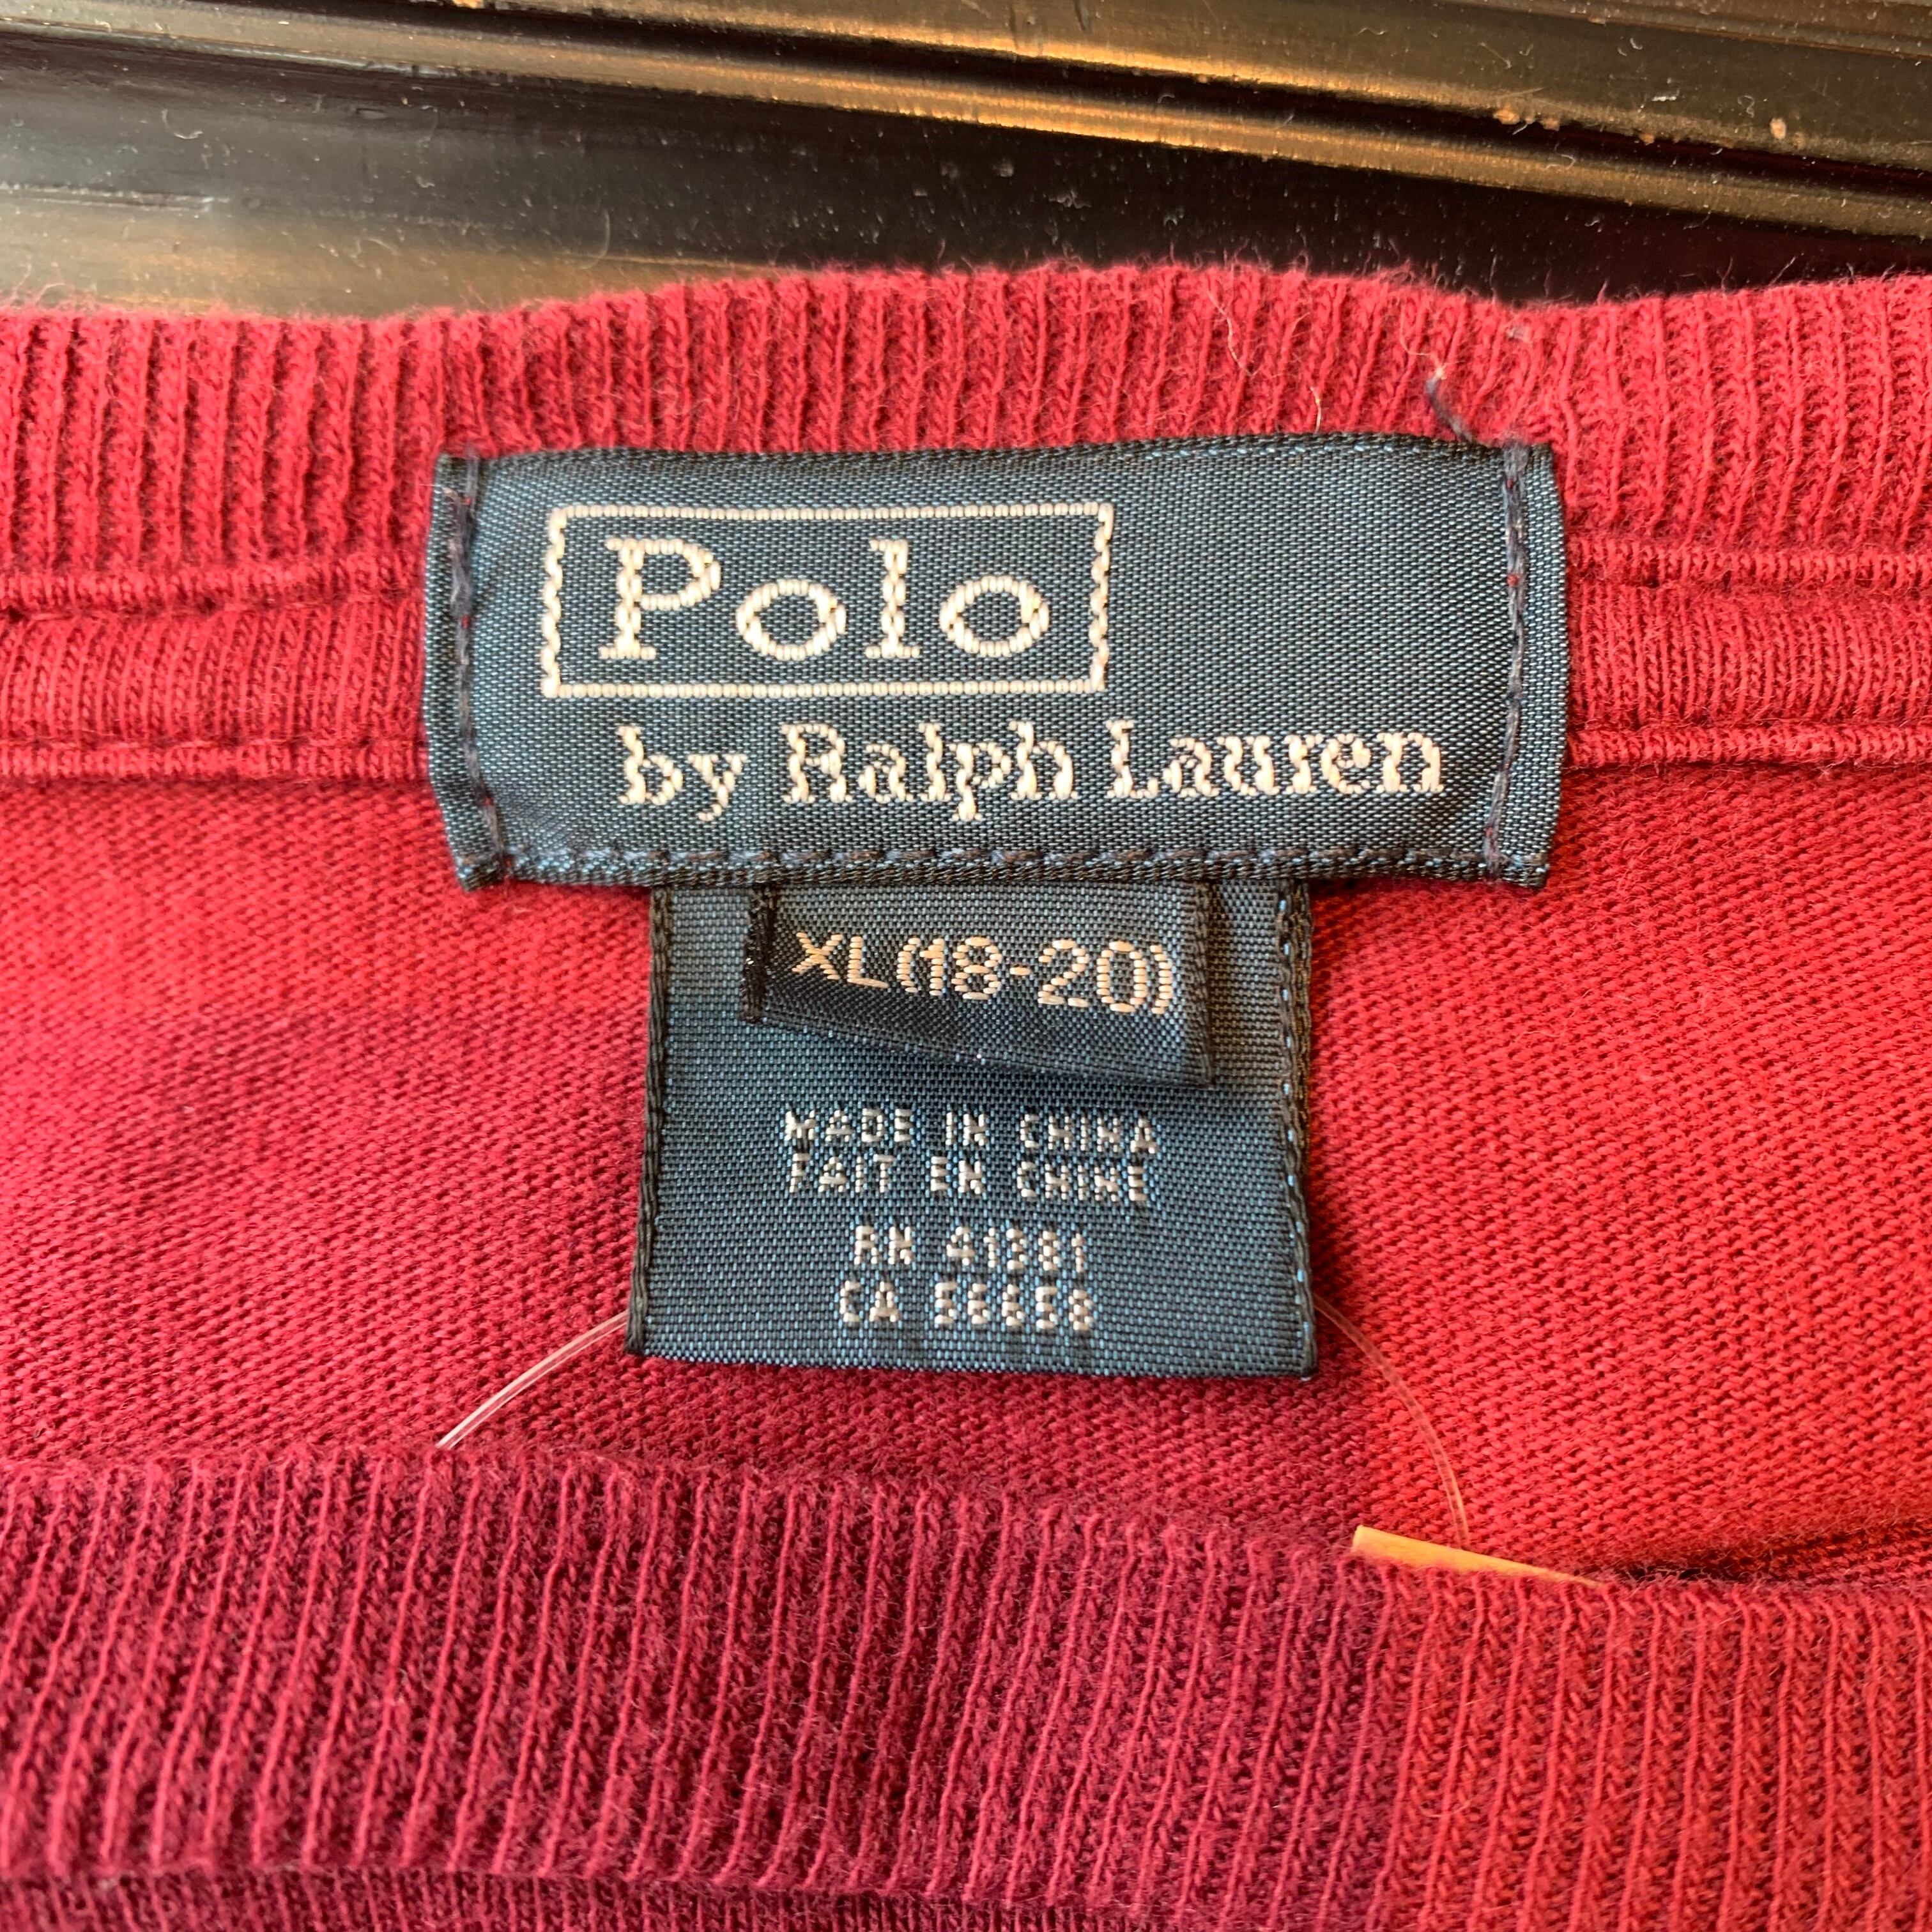 Polo
by Ralph Lauren
XL(18-20)
MADE IN CHINA
FAIT EN CHINE
RN 41381
CA 56658